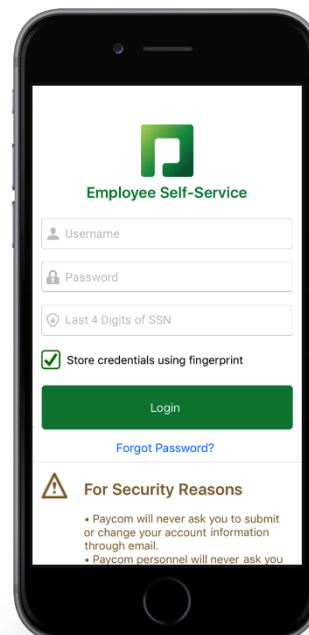 Employee Self-Service
Username
Password
Last 4 Digits of SSN
Store credentials using fingerprint
Login
Forgot Password?
For Security Reasons
• Paycom will never ask you to submit
or change your account information
through email.
• Paycom personnel will never ask you